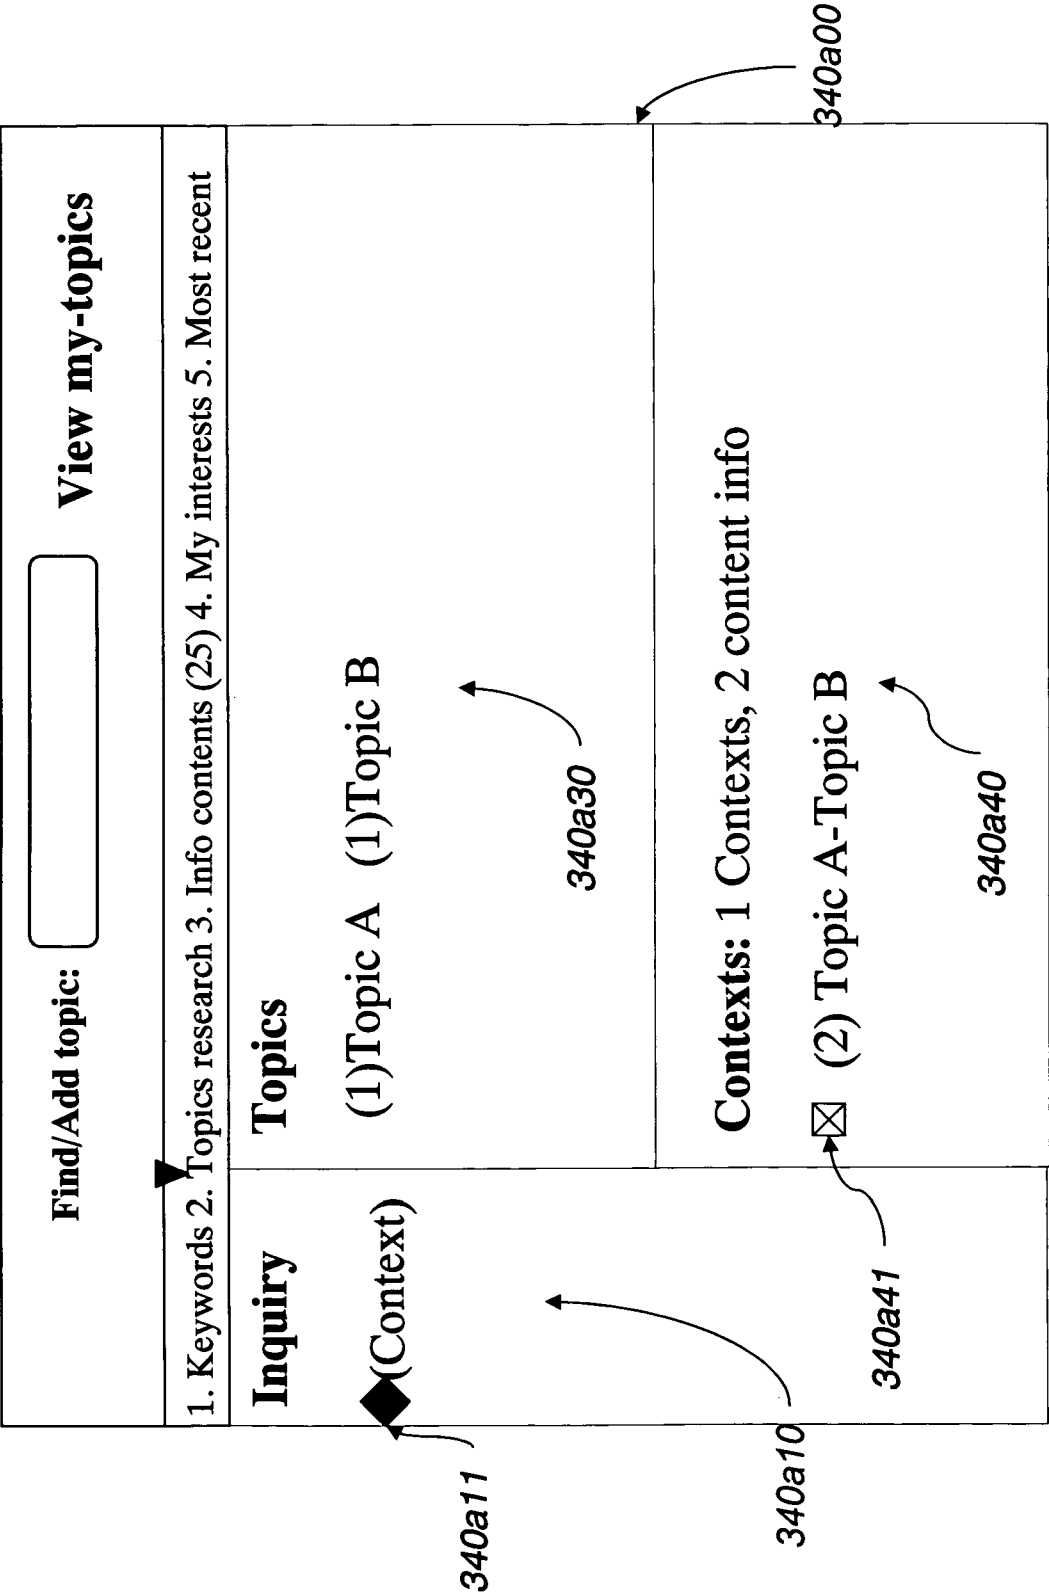 Find/Add topic: View my-topics
1. Keywords 2. Topics research 3. Info contents (25) 4. My interests 5. Most recent
Inquiry
(Context)
Topics
(1)Topic A (1)Topic B
Contexts: 1 Contexts, 2 content info
(2) Topic A-Topic B
340a11
340a10
340a41
340a30
340a40
340a00